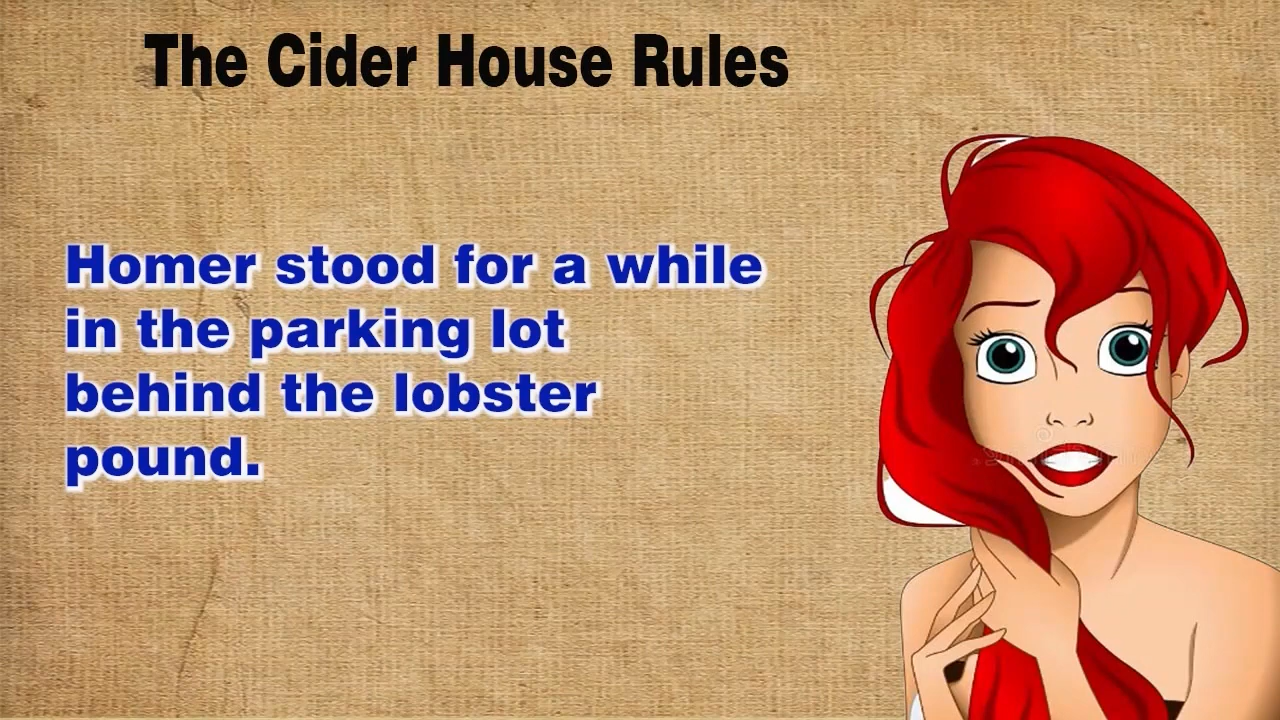 The Cider House Rules
Homer stood for a while
in the parking lot
behind the lobster
pound.